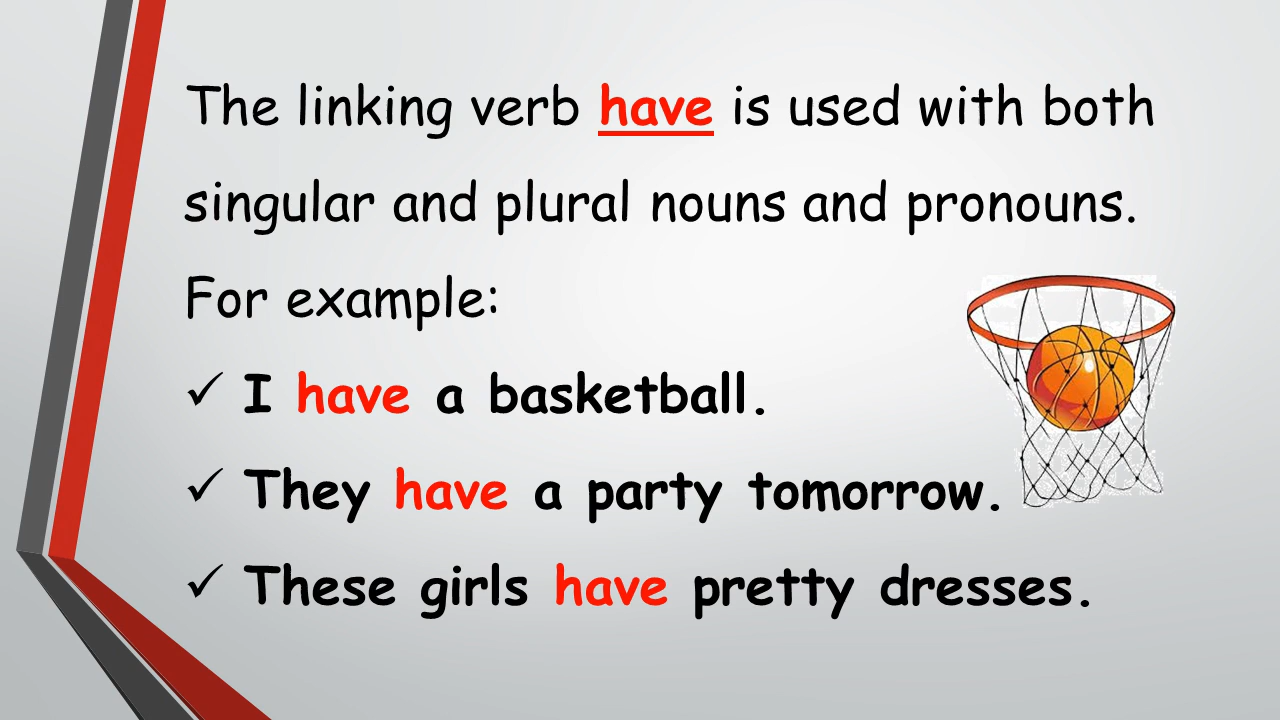 The linking verb have is used with both
singular and plural nouns and pronouns.
For example:
✓ I have a basketball.
✓ They have a party tomorrow.
✓ These girls have pretty dresses.